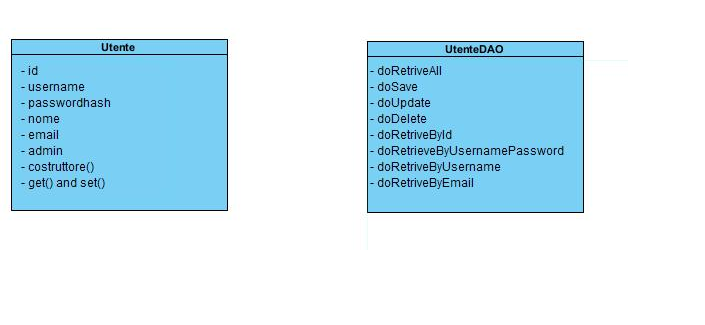 Utente
- id
- username
- passwordhash
- nome
- email
- admin
- costruttore()
- get() and set()
UtenteDAO
- doRetriveAll
- doSave
- doUpdate
- doDelete
- doRetriveById
- doRetrieveByUsernamePassword
- doRetriveByUsername
- doRetriveByEmail